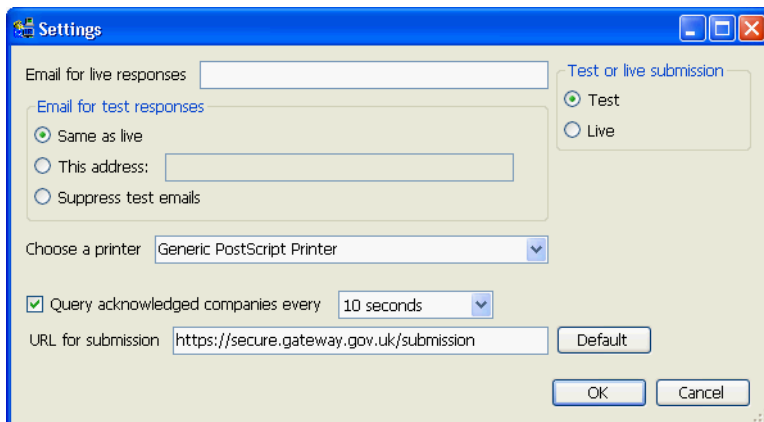 Settings
Email for live responses
Test or live submission
Email for test responses
Test
Same as live
Live
This address:
Suppress test emails
Choose a printer Generic PostScript Printer
Query acknowledged companies every 10 seconds
URL for submission https://secure.gateway.gov.uk/submission Default
OK Cancel